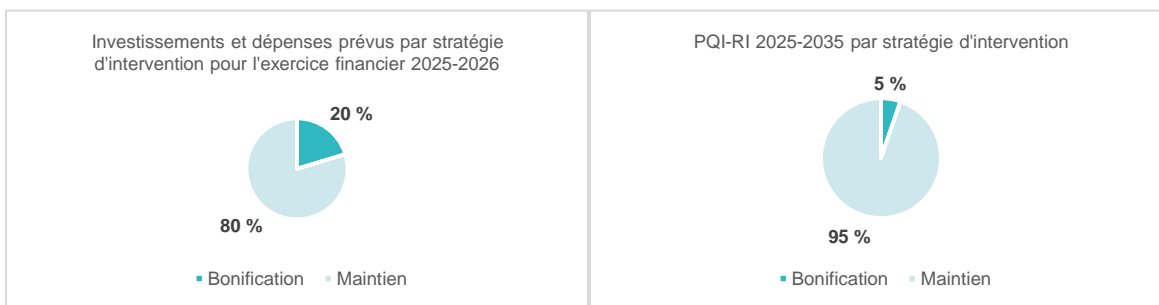 Investissements et dépenses prévus par stratégie
d'intervention pour l'exercice financier 2025-2026
20 %
80 %
Bonification Maintien
PQI-RI 2025-2035 par stratégie d'intervention
5 %
95 %
Bonification Maintien